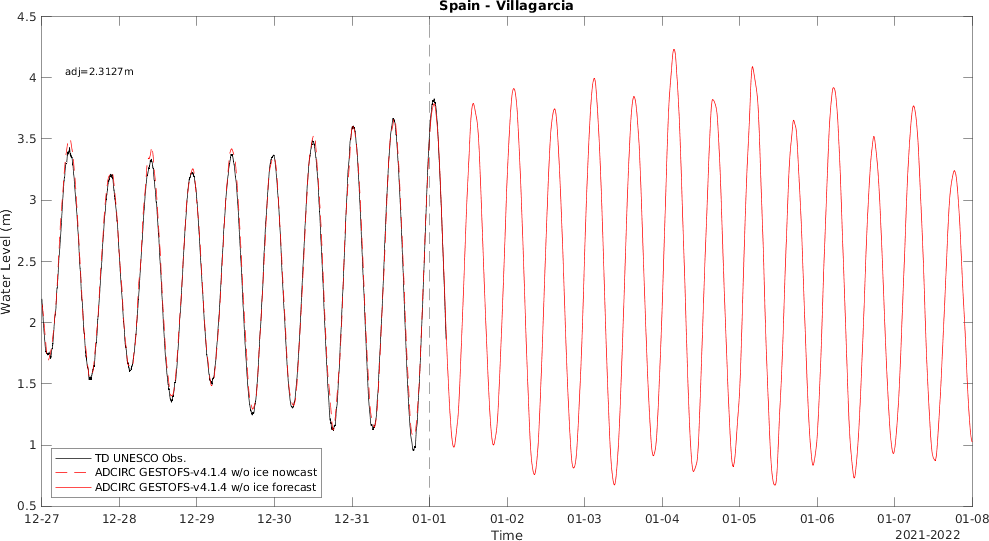 Spain - Villagarcia
4.5
4
3.5
3
2.5
2
1.5
1
0.5
Water Level (m)
adj=2.3127m
TD UNESCO Obs.
ADCIRC GESTOFS-v4.1.4 w/o ice nowcast
ADCIRC GESTOFS-v4.1.4 w/o ice forecast
12-27 12-28 12-29 12-30 12-31 01-01 01-02 01-03 01-04 01-05 01-06 01-07 01-08
Time
2021-2022